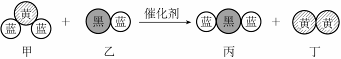 黄 蓝 蓝 + 黑 蓝 催化剂 蓝 黑 蓝 + 黄 黄
甲 乙 丙 丁